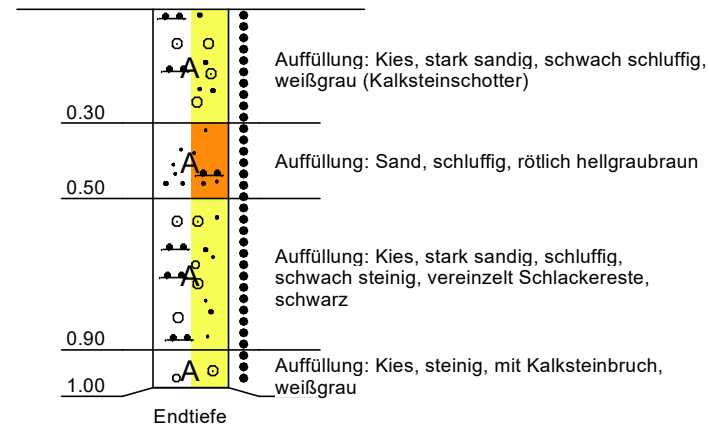 A
Auffüllung: Kies, stark sandig, schwach schluffig,
weißgrau (Kalksteinschotter)
0.30
A
Auffüllung: Sand, schluffig, rötlich hellgraubraun
0.50
A
Auffüllung: Kies, stark sandig, schluffig,
schwach steinig, vereinzelt Schlackereste,
schwarz
0.90
A
Auffüllung: Kies, steinig, mit Kalksteinbruch,
weißgrau
1.00
Endtiefe